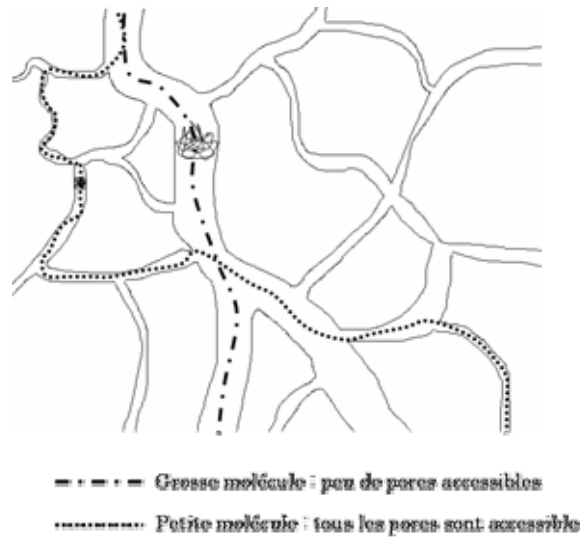 Grosse molécule : peu de pores accessibles
Petite molécule : tous les pores sont accessible